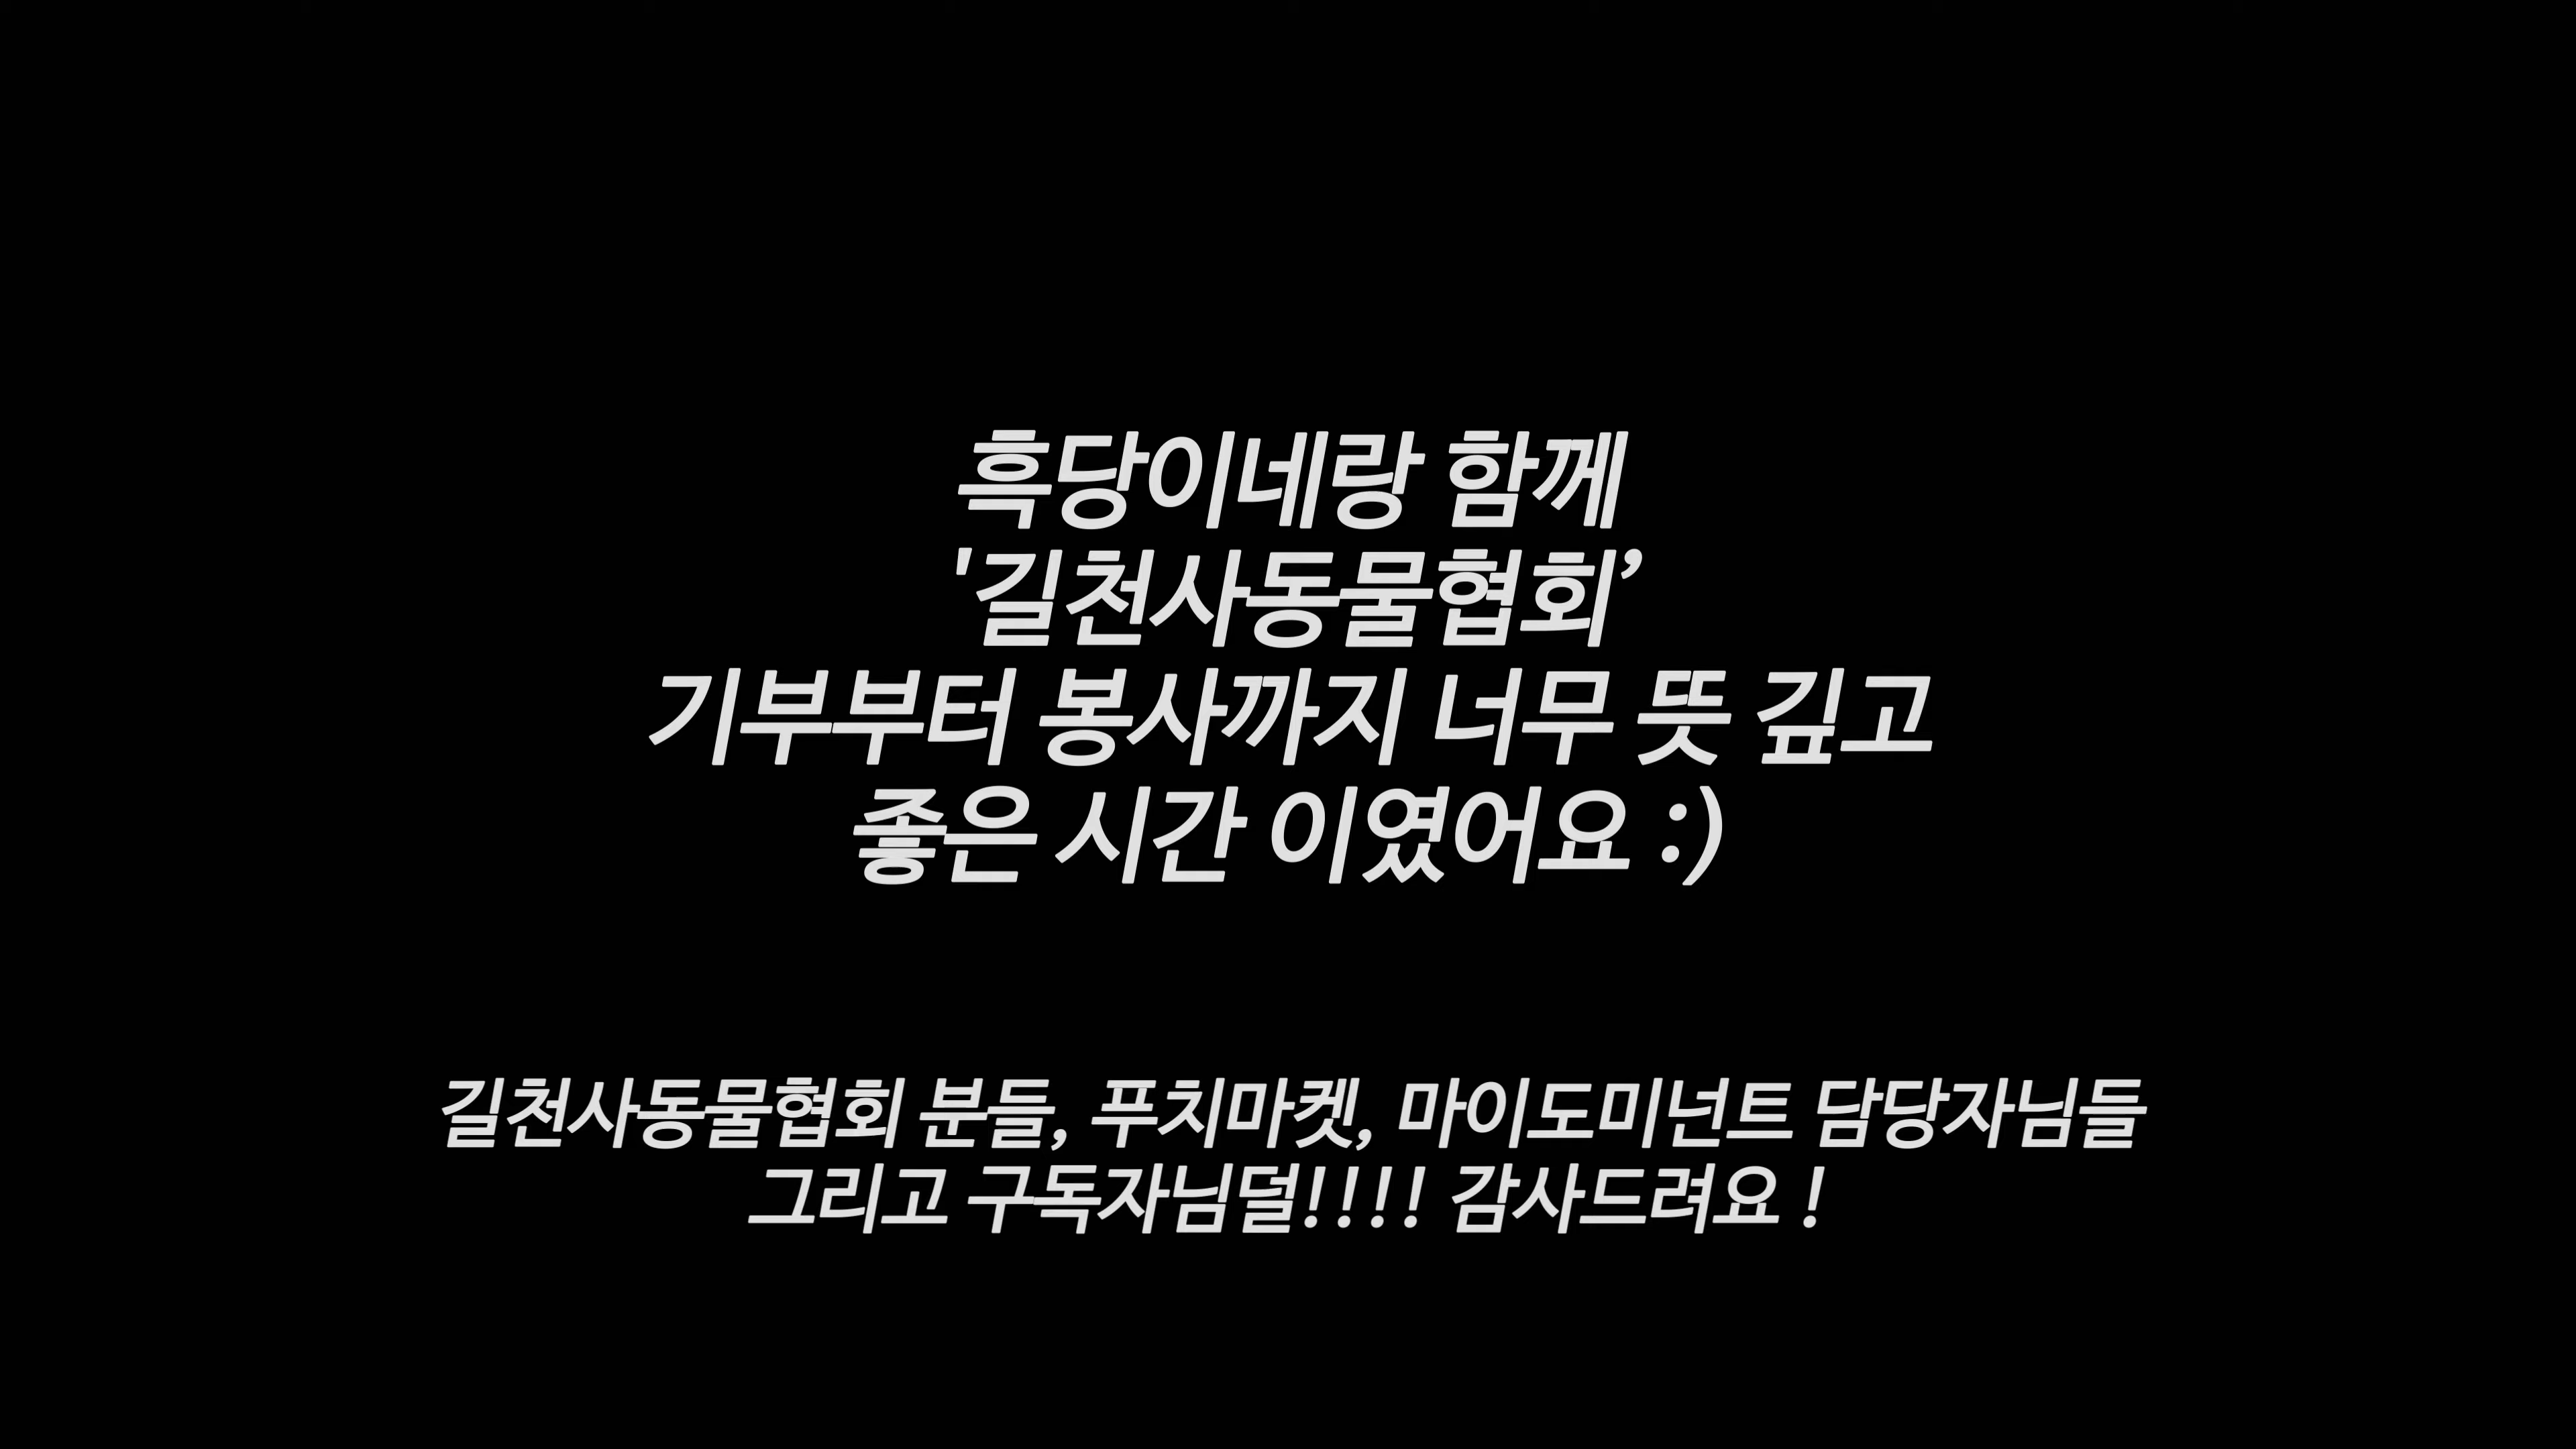 흑당이네랑 함께
'길천사동물협회’
기부부터 봉사까지 너무 뜻 깊고
좋은 시간 이였어요 :)
길천사동물협회 분들, 푸치마켓, 마이도미넌트 담당자님들
그리고 구독자님덜!!!! 감사드려요 !